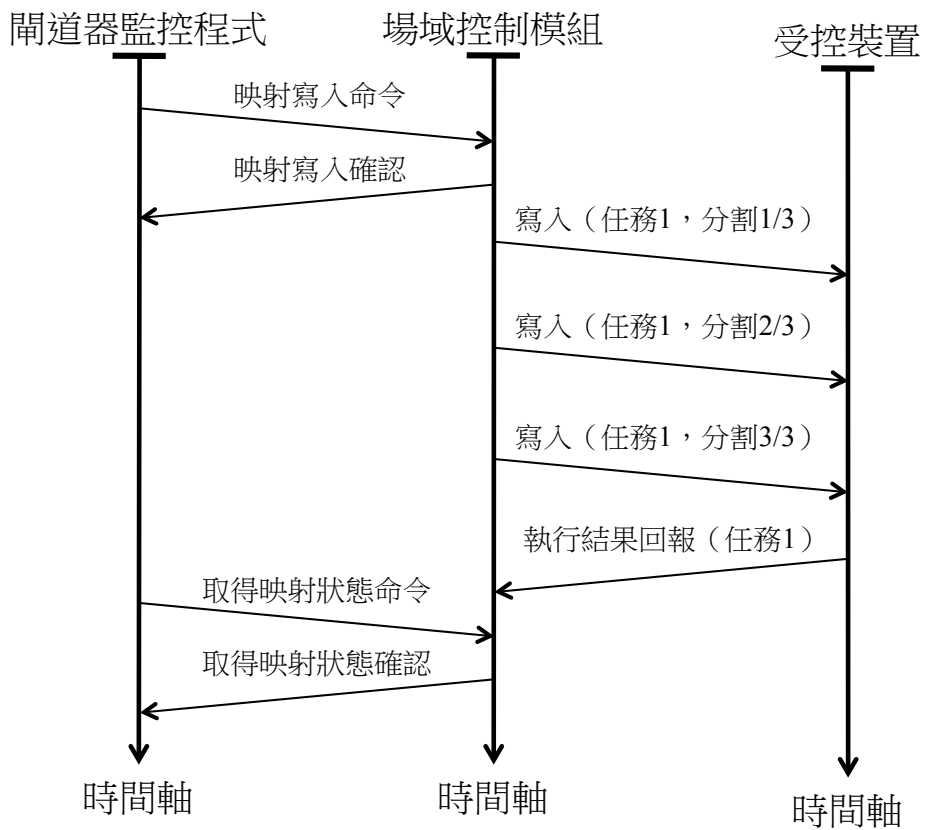 閘道器監控程式
場域控制模組
受控裝置
映射寫入命令
映射寫入確認
寫入（任務1，分割1/3）
寫入（任務1，分割2/3）
寫入（任務1，分割3/3）
執行結果回報（任務1）
取得映射狀態命令
取得映射狀態確認
時間軸
時間軸
時間軸